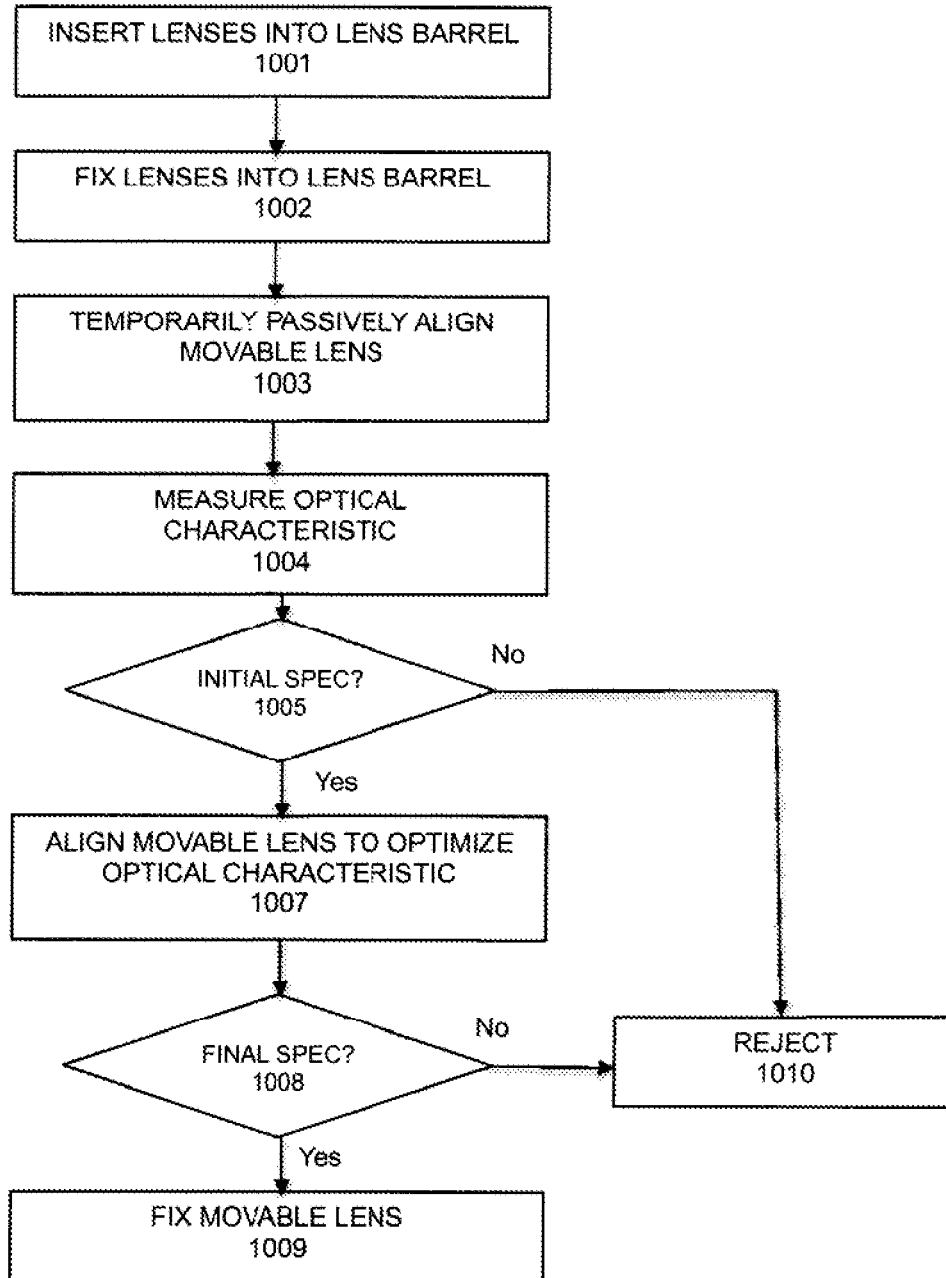 INSERT LENSES INTO LENS BARREL
1001
FIX LENSES INTO LENS BARREL
1002
TEMPORARILY PASSIVELY ALIGN
MOVABLE LENS
1003
MEASURE OPTICAL
CHARACTERISTIC
1004
INITIAL SPEC?
1005
No
Yes
ALIGN MOVABLE LENS TO OPTIMIZE
OPTICAL CHARACTERISTIC
1007
FINAL SPEC?
1008
No
REJECT
1010
Yes
FIX MOVABLE LENS
1009